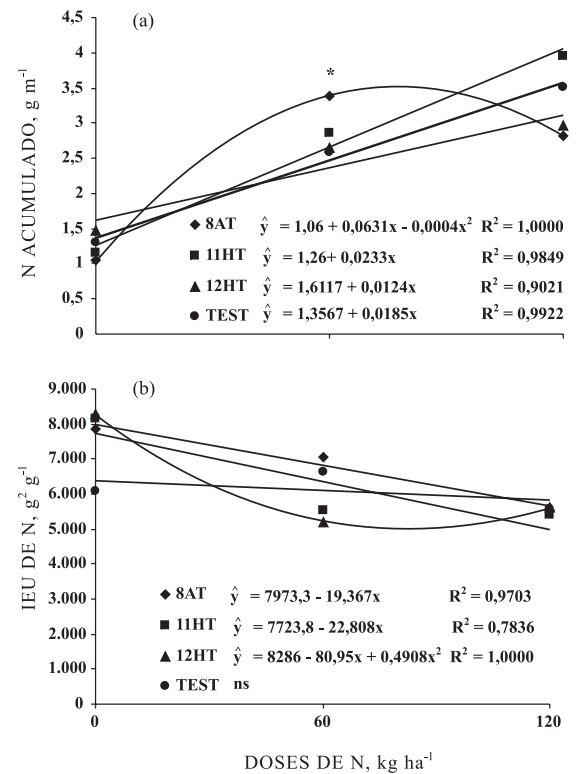 (a)
N ACUMULADO, g m⁻¹
4,5
4
3,5
3
2,5
2
1,5
1
0,5
0
*
8AT ŷ = 1,06 + 0,0631x - 0,0004x² R² = 1,0000
11HT ŷ = 1,26+ 0,0233x R² = 0,9849
12HT ŷ = 1,6117 + 0,0124x R² = 0,9021
TEST ŷ = 1,3567 + 0,0185x R² = 0,9922
(b)
IEU DE N, g² g⁻¹
9.000
8.000
7.000
6.000
5.000
4.000
3.000
2.000
1.000
0
8AT ŷ = 7973,3 - 19,367x R² = 0,9703
11HT ŷ = 7723,8 - 22,808x R² = 0,7836
12HT ŷ = 8286 - 80,95x + 0,4908x² R² = 1,0000
TEST ns
0 60 120
DOSES DE N, kg ha⁻¹